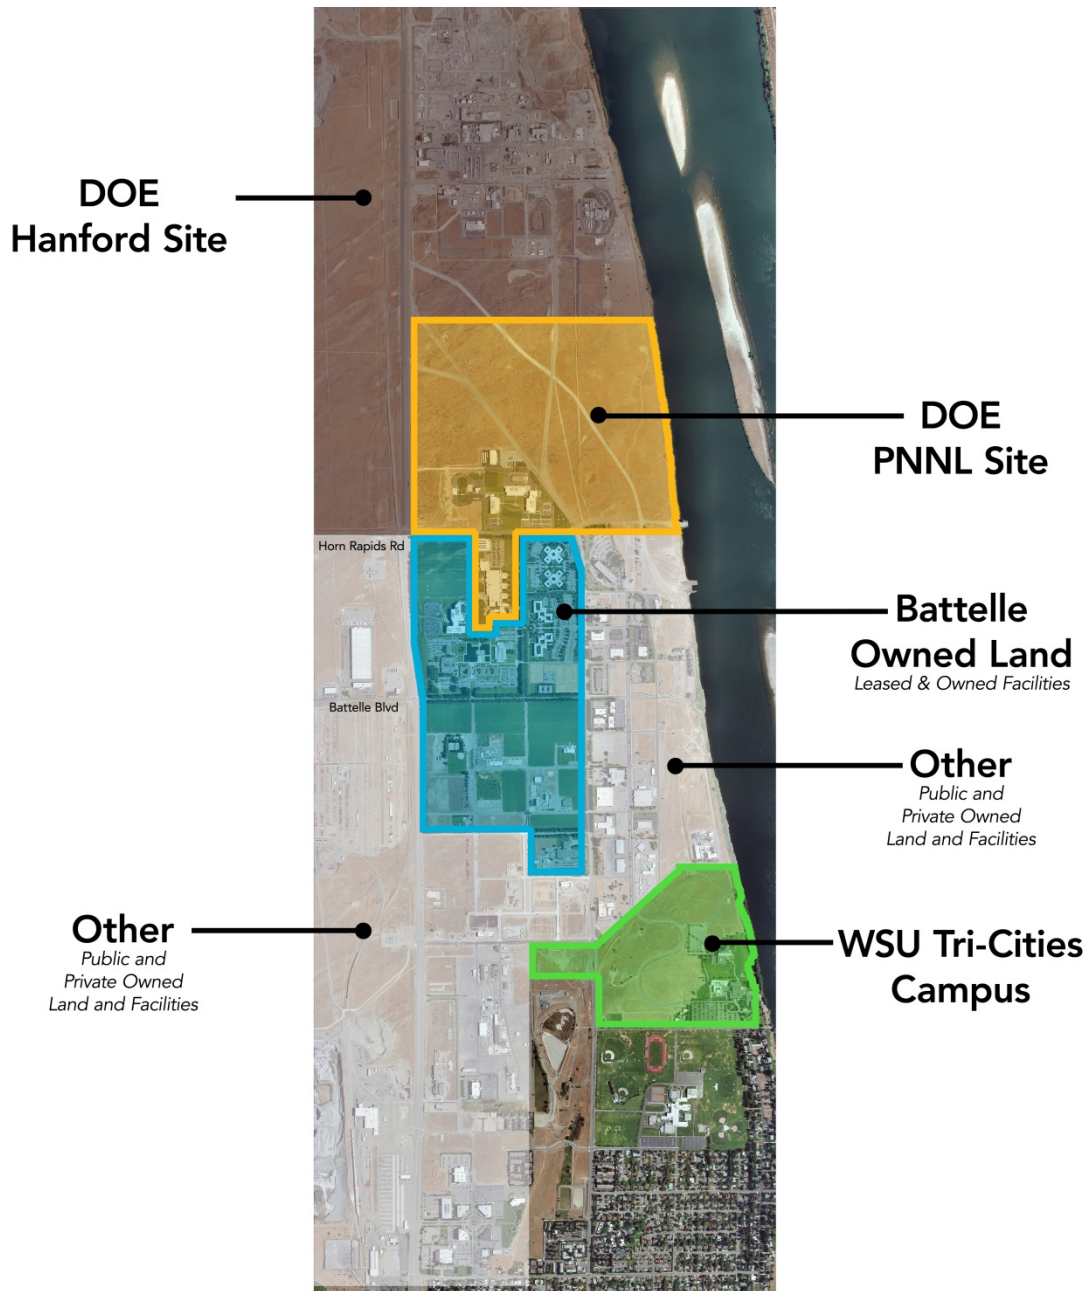 DOE
Hanford Site
DOE
PNNL Site
Horn Rapids Rd
Battelle
Owned Land
Leased & Owned Facilities
Battelle Blvd
Other
Public and
Private Owned
Land and Facilities
Other
Public and
Private Owned
Land and Facilities
WSU Tri-Cities
Campus